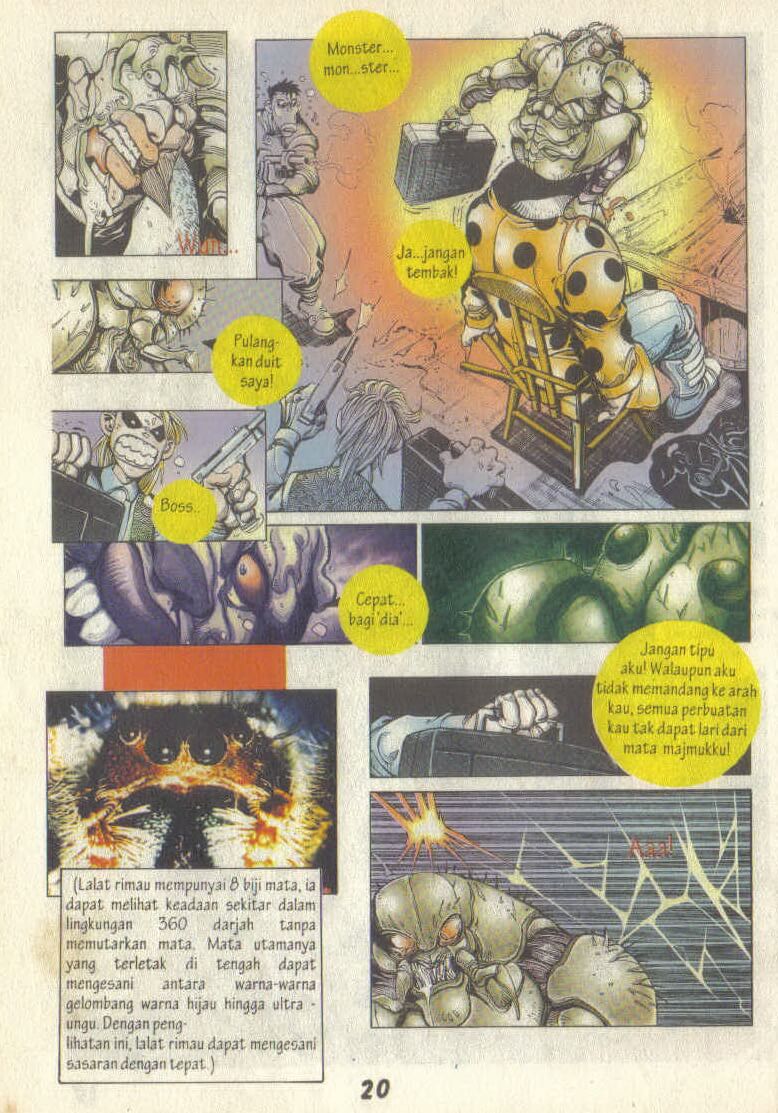 Monster...
mon...ster...
Wuh...
Ja...jangan
tembak!
Pulang-
kan duit
saya!
Boss..
Cepat...
bagi 'dia'...
Jangan tipu
aku! Walaupun aku
tidak memandang ke arah
kau, semua perbuatan
kau tak dapat lari dari
mata majmukku!
Aaa!
(Lalat rimau mempunyai 8 biji mata, ia
dapat melihat keadaan sekitar dalam
lingkungan 360 darjah tanpa
memutarkan mata. Mata utamanya
yang terletak di tengah dapat
mengesani antara warna-warna
gelombang warna hijau hingga ultra -
ungu. Dengan peng-
lihatan ini, lalat rimau dapat mengesani
sasaran dengan tepat.)
20